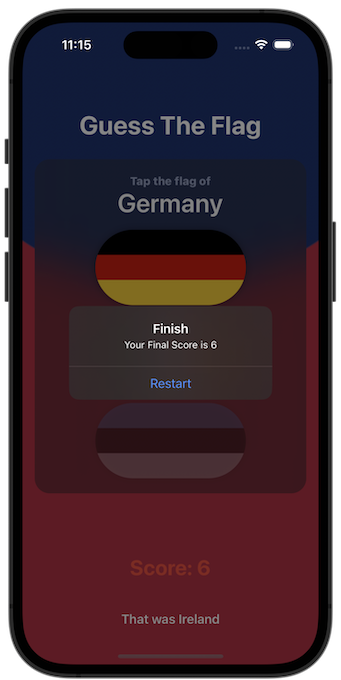 11:15
Guess The Flag
Tap the flag of
Germany
Finish
Your Final Score is 6
Restart
Score: 6
That was Ireland